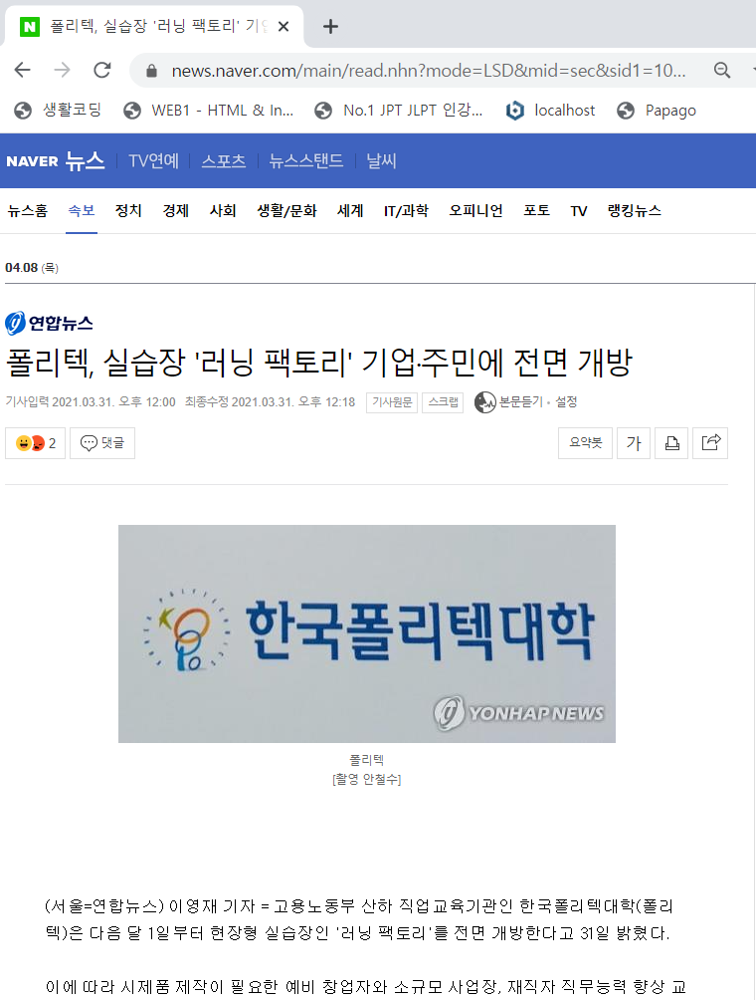 폴리텍, 실습장 '러닝 팩토리' 기업
news.naver.com/main/read.nhn?mode=LSD&mid=sec&sid1=10...
생활코딩 WEB1 - HTML & In... No.1 JPT JLPT 인강... localhost Papago
NAVER 뉴스 TV연예 스포츠 뉴스스탠드 날씨
뉴스홈 속보 정치 경제 사회 생활/문화 세계 IT/과학 오피니언 포토 TV 랭킹뉴스
04.08 (목)
연합뉴스
폴리텍, 실습장 '러닝 팩토리' 기업·주민에 전면 개방
기사입력 2021.03.31. 오후 12:00 최종수정 2021.03.31. 오후 12:18 기사원문 스크랩 본문듣기 · 설정
2 댓글 요약봇 가
한국폴리텍대학
YONHAP NEWS
폴리텍
[촬영 안철수]
(서울=연합뉴스) 이영재 기자 = 고용노동부 산하 직업교육기관인 한국폴리텍대학(폴리
텍)은 다음 달 1일부터 현장형 실습장인 '러닝 팩토리'를 전면 개방한다고 31일 밝혔다.
이에 따라 시제품 제작이 필요한 예비 창업자와 소규모 사업장, 재직자 직무능력 향상 교